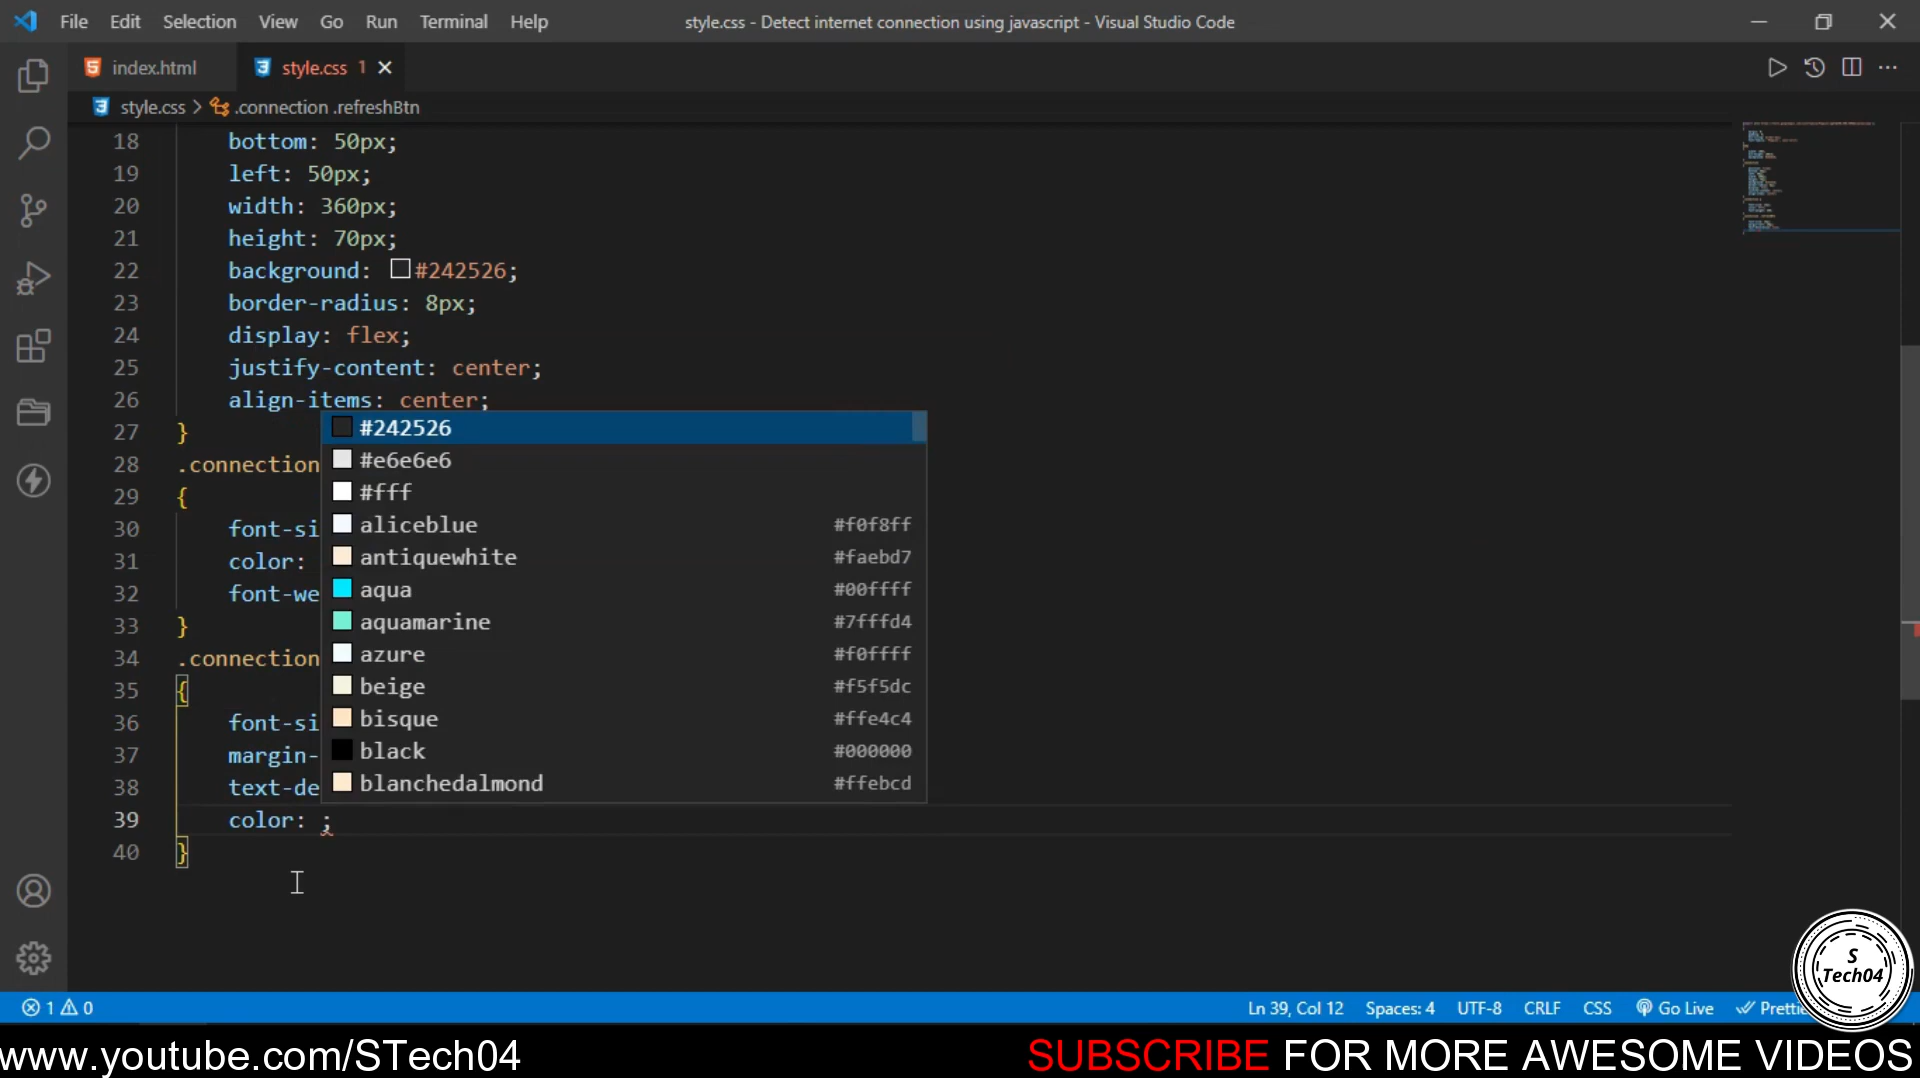 File Edit Selection View Go Run Terminal Help style.css - Detect internet connection using javascript - Visual Studio Code
index.html style.css 1
style.css > .connection .refreshBtn
18 bottom: 50px;
19 left: 50px;
20 width: 360px;
21 height: 70px;
22 background: #242526;
23 border-radius: 8px;
24 display: flex;
25 justify-content: center;
26 align-items: center;
27 }
28 .connection
29 {
30 font-si
31 color:
32 font-we
33 }
34 .connection
35 {
36 font-si
37 margin-
38 text-de
39 color: ;
40 }
#242526
#e6e6e6
#fff
aliceblue #f0f8ff
antiquewhite #faebd7
aqua #00ffff
aquamarine #7fffd4
azure #f0ffff
beige #f5f5dc
bisque #ffe4c4
black #000000
blanchedalmond #ffebcd
S
Tech04
1 0 Ln 39, Col 12 Spaces: 4 UTF-8 CRLF CSS Go Live Prettie
www.youtube.com/STech04 SUBSCRIBE FOR MORE AWESOME VIDEOS